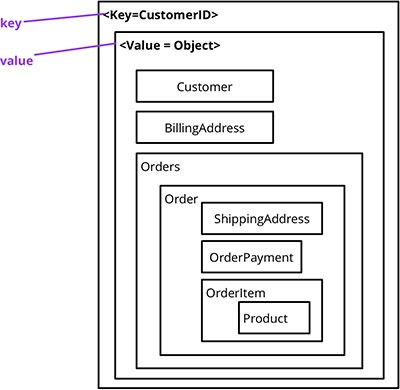 key
<Key=CustomerID>
value
<Value = Object>
Customer
BillingAddress
Orders
Order
ShippingAddress
OrderPayment
OrderItem
Product